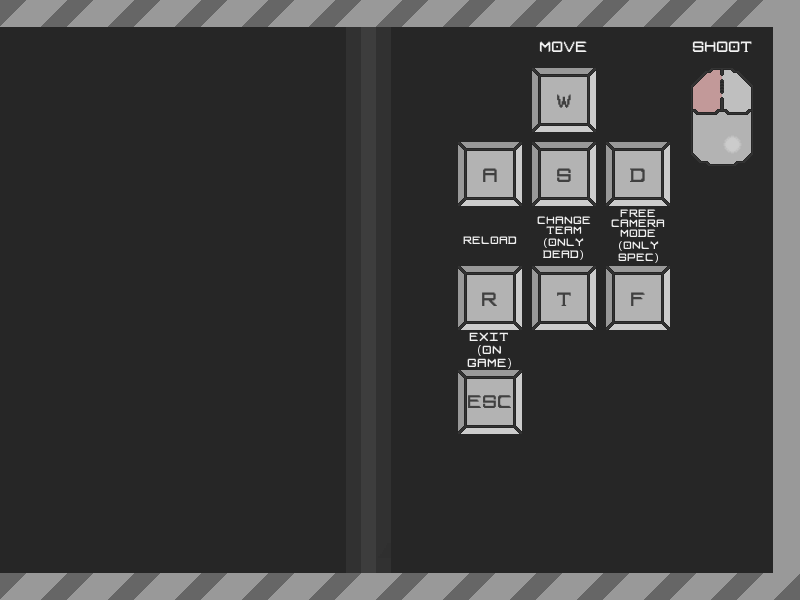 MOVE
SHOOT
W
A
S
D
RELOAD
CHANGE
TEAM
(ONLY
DEAD)
FREE
CAMERA
MODE
(ONLY
SPEC)
R
T
F
EXIT
(ON
GAME)
ESC